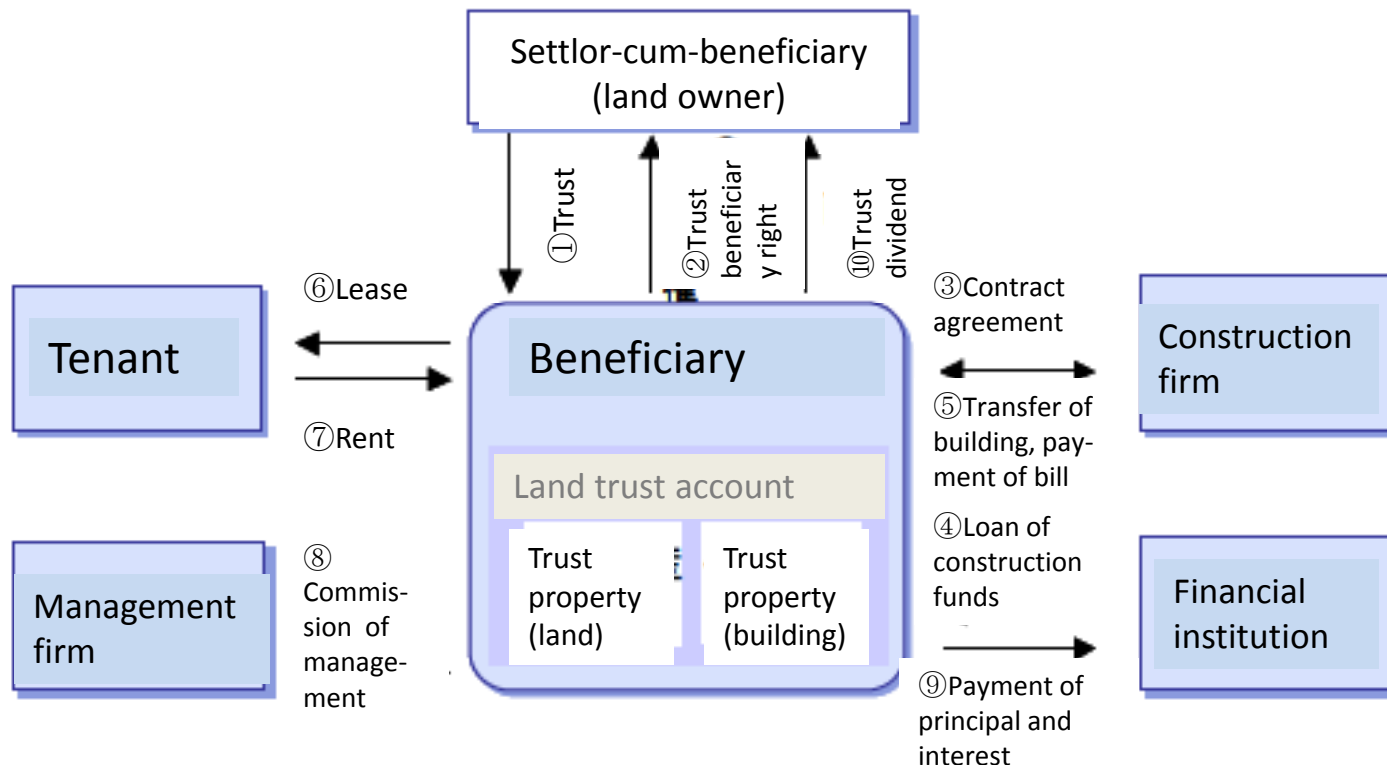 Settlor-cum-beneficiary
(land owner)
①Trust
②Trust
beneficiar
y right
⑩Trust
dividend
⑥Lease
Tenant
⑦Rent
Beneficiary
③Contract
agreement
Construction
firm
⑤Transfer of
building, pay-
ment of bill
Land trust account
Trust
property
(land)
Trust
property
(building)
④Loan of
construction
funds
Management
firm
⑧
Commis-
sion of
manage-
ment
Financial
institution
⑨Payment of
principal and
interest